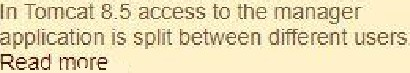 In Tomcat 8.5 access to the manager
application is split between different users.
Read more